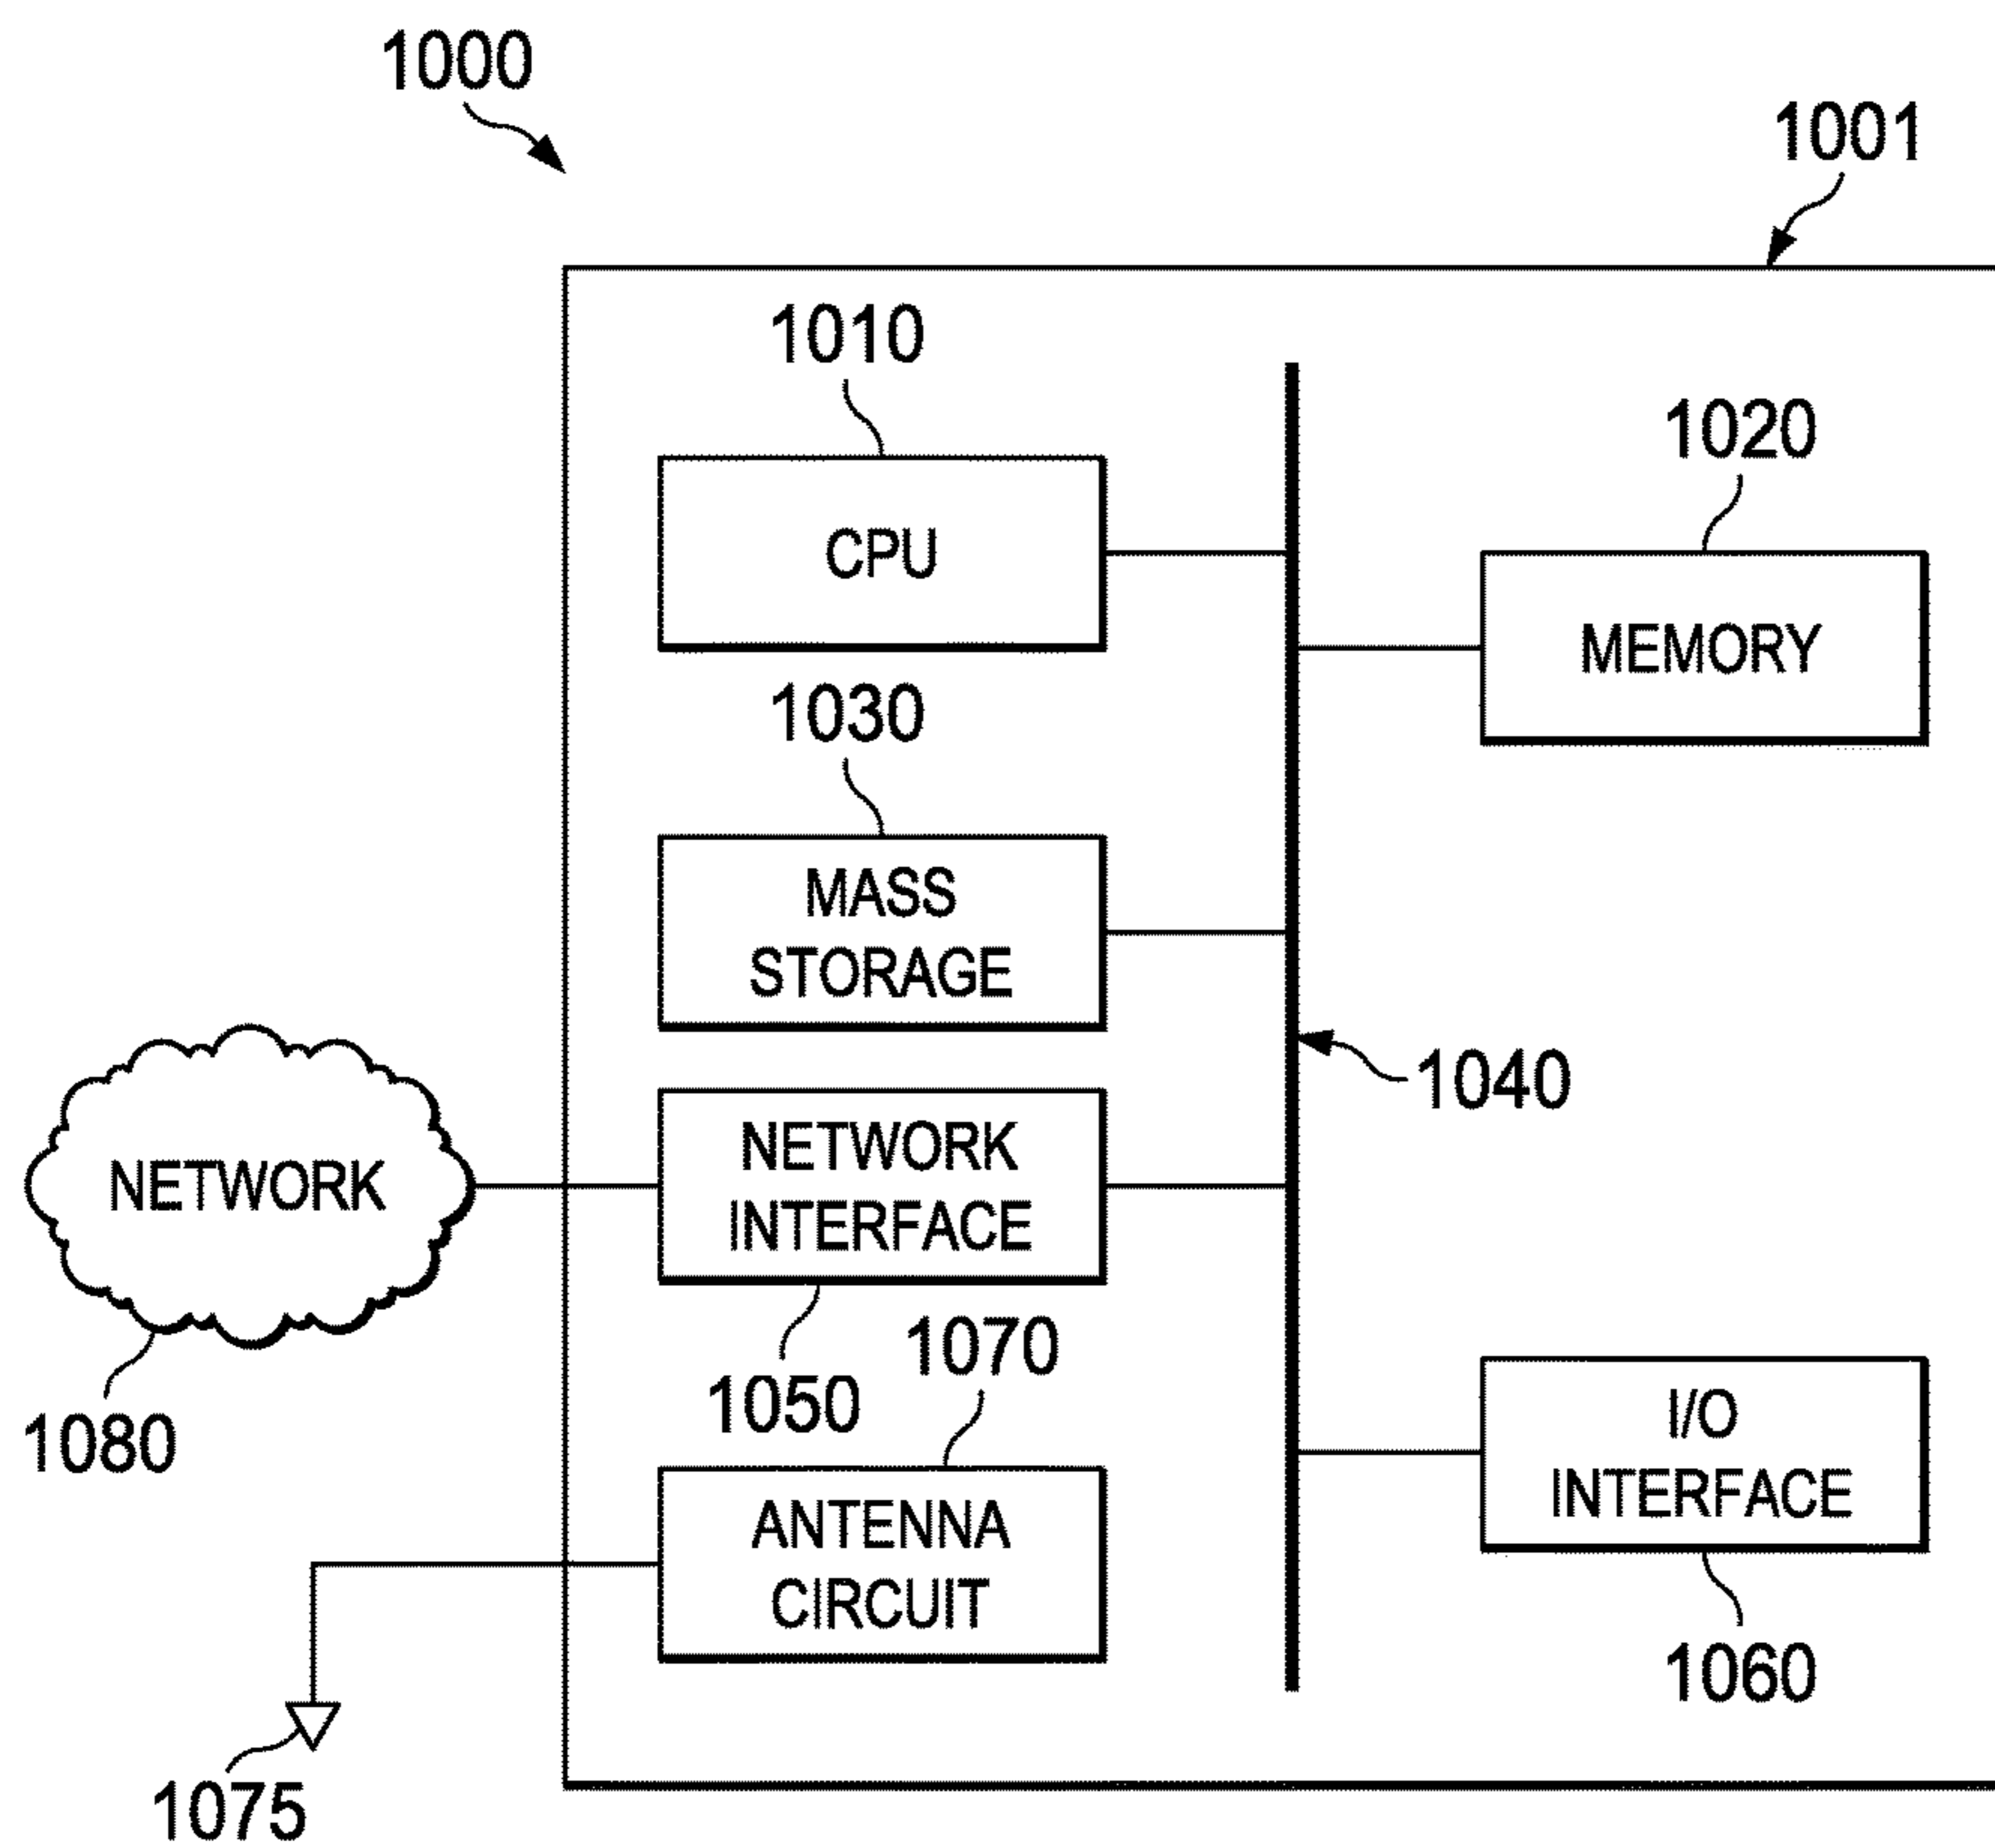 1000
1001
1010
CPU
1020
MEMORY
1030
MASS
STORAGE
1040
NETWORK
1080
NETWORK
INTERFACE
1050
1070
ANTENNA
CIRCUIT
1075
I/O
INTERFACE
1060